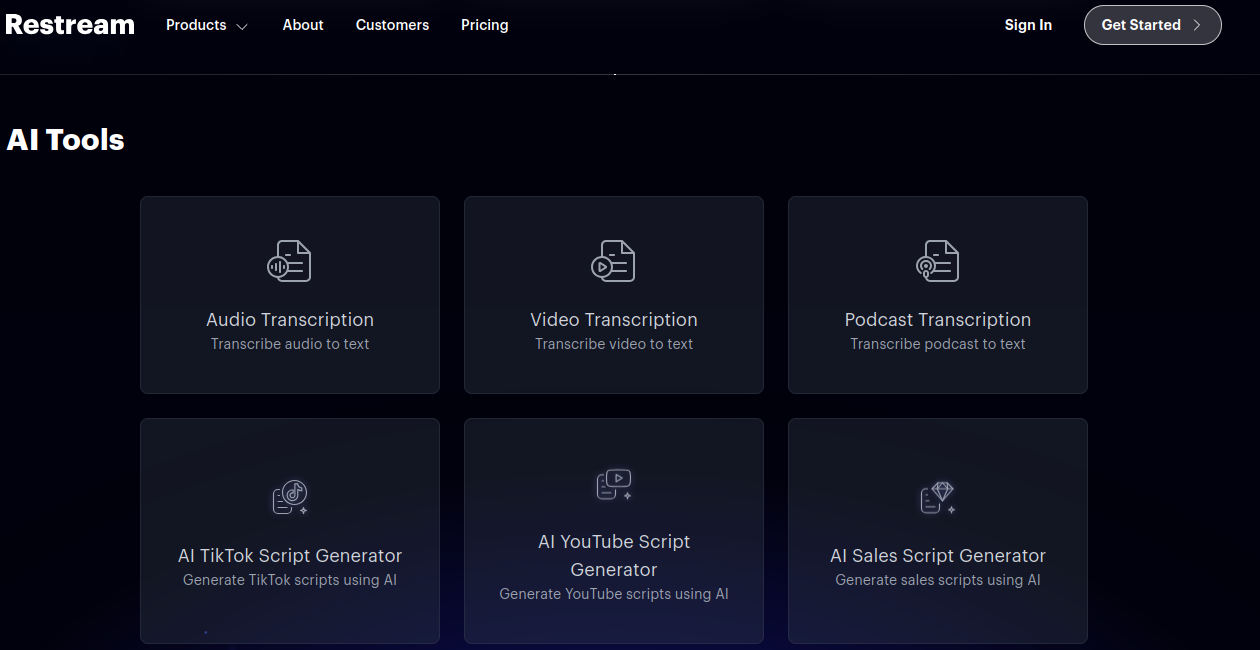 Restream Products About Customers Pricing Sign In Get Started
AI Tools
Audio Transcription
Transcribe audio to text
Video Transcription
Transcribe video to text
Podcast Transcription
Transcribe podcast to text
AI TikTok Script Generator
Generate TikTok scripts using AI
AI YouTube Script
Generator
Generate YouTube scripts using AI
AI Sales Script Generator
Generate sales scripts using AI